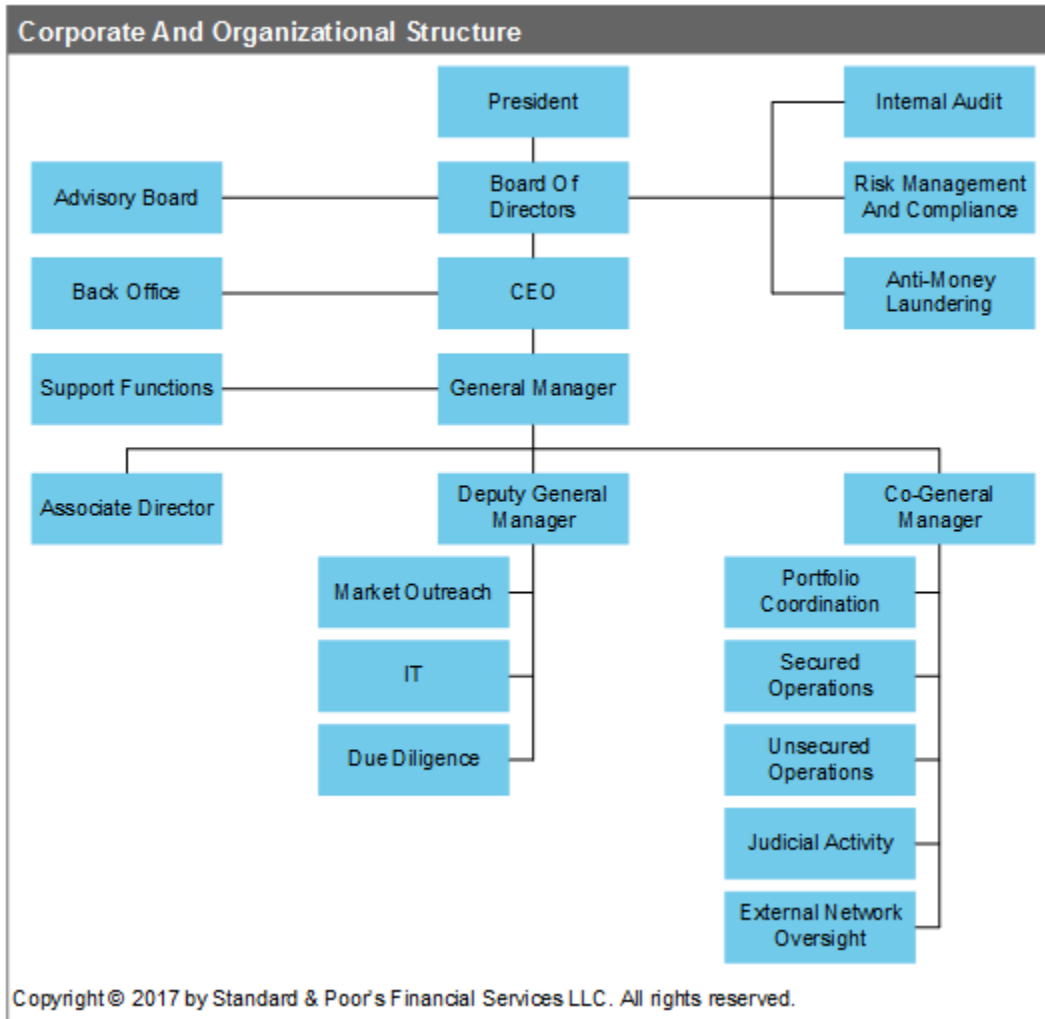 Corporate And Organizational Structure
President
Internal Audit
Advisory Board
Board Of
Directors
Risk Management
And Compliance
Back Office
CEO
Anti-Money
Laundering
Support Functions
General Manager
Associate Director
Deputy General
Manager
Co-General
Manager
Market Outreach
IT
Due Diligence
Portfolio
Coordination
Secured
Operations
Unsecured
Operations
Judicial Activity
External Network
Oversight
Copyright © 2017 by Standard & Poor's Financial Services LLC. All rights reserved.